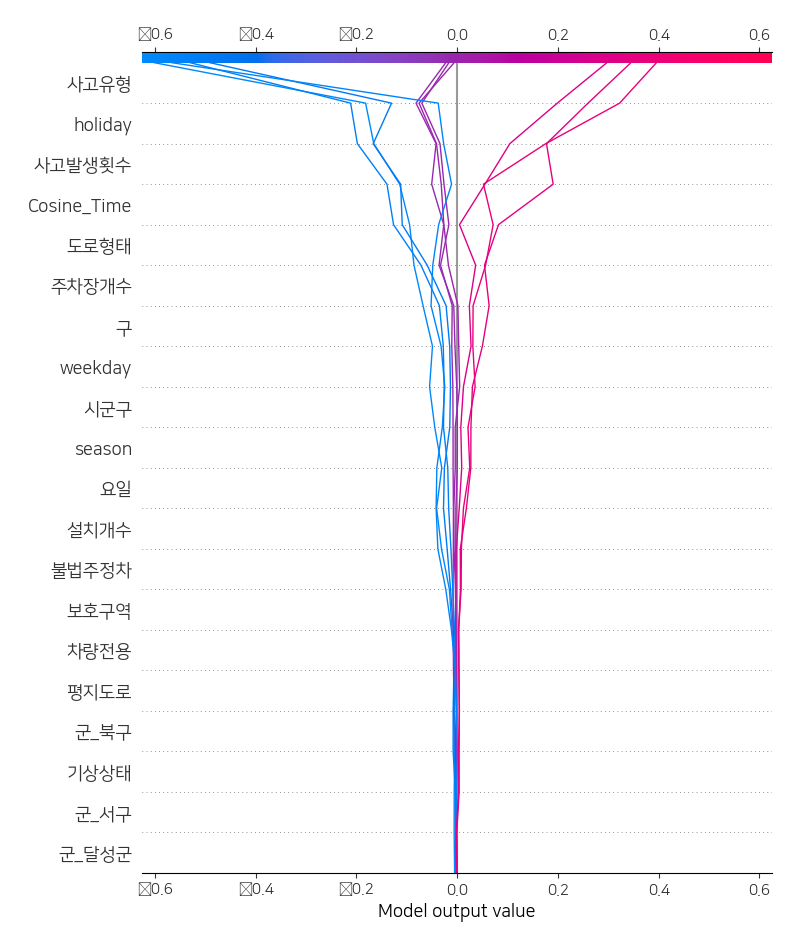 0.6 0.4 0.2 0.0 0.2 0.4 0.6
사고유형
holiday
사고발생횟수
Cosine_Time
도로형태
주차장개수
구
weekday
시군구
season
요일
설치개수
불법주정차
보호구역
차량전용
평지도로
군_북구
기상상태
군_서구
군_달성군
0.6 0.4 0.2 0.0 0.2 0.4 0.6
Model output value